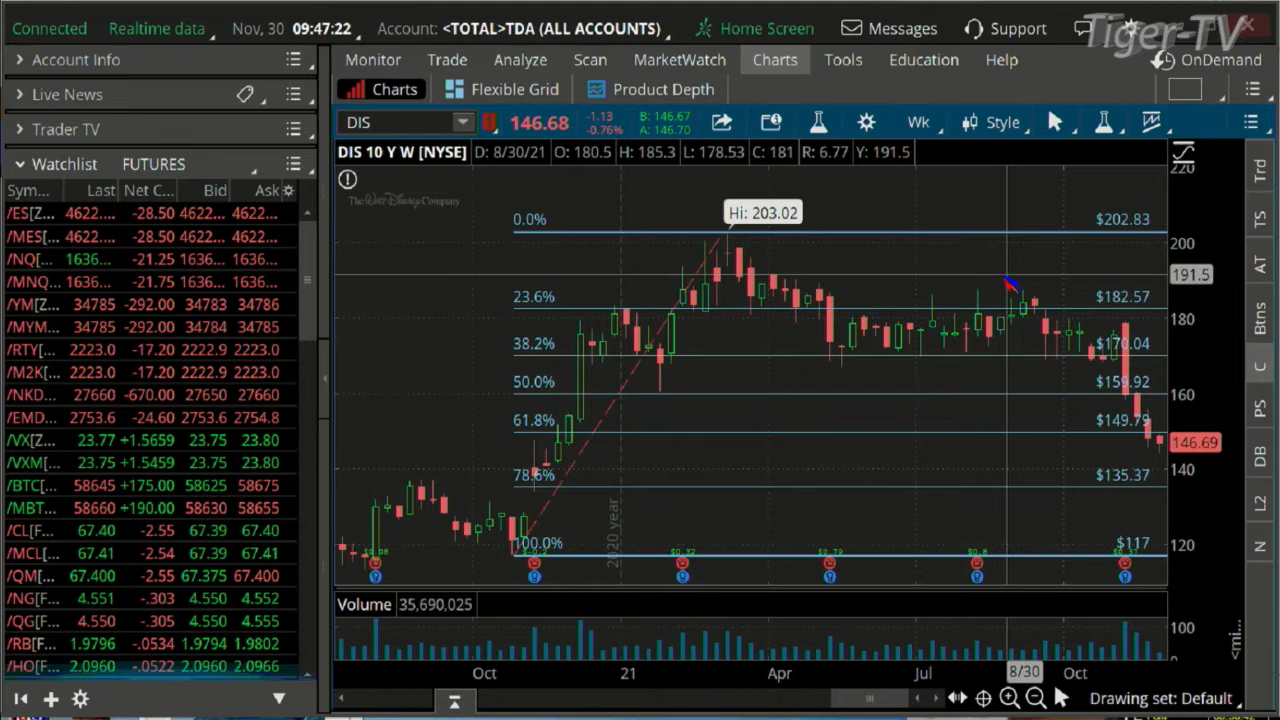 Connected Realtime data Nov, 30 09:47:22 Account: <TOTAL>TDA (ALL ACCOUNTS) Home Screen Messages Support
Tiger-TV
OnDemand
Account Info
Live News
Trader TV
Watchlist FUTURES
Monitor Trade Analyze Scan MarketWatch Charts Tools Education Help
Charts Flexible Grid Product Depth
DIS 146.68 -1.13 -0.76% B: 146.67 A: 146.70 Wk Style
DIS 10 Y W [NYSE] D: 8/30/21 O: 180.5 H: 185.3 L: 178.53 C: 181 R: 6.77 Y: 191.5
Sym... Last Net C... Bid Ask
/ES[Z... 4622.... -28.50 4622... 4622...
/MES[... 4622.... -28.50 4622... 4622...
/NQ[... 1636... -21.25 1636... 1636...
/MNQ... 1636... -21.75 1636... 1636...
/YM[Z... 34785 -292.00 34783 34786
/MYM... 34785 -292.00 34783 34784
/RTY[... 2223.0 -17.20 2222.9 2223.0
/M2K[... 2223.0 -17.20 2222.9 2223.0
/NKD... 27660 -670.00 27650 27660
/EMD... 2753.6 -24.60 2753.6 2754.8
/VX[Z... 23.77 +1.5659 23.75 23.80
/VXM[... 23.75 +1.5459 23.75 23.80
/BTC[... 58645 +175.00 58625 58675
/MBT... 58660 +190.00 58630 58655
/CL[F... 67.40 -2.55 67.39 67.40
/MCL[... 67.41 -2.54 67.39 67.41
/QM[... 67.400 -2.55 67.375 67.400
/NG[F... 4.551 -.303 4.550 4.552
/QG[F... 4.550 -.305 4.550 4.555
/RB[F... 1.9796 -.0534 1.9794 1.9802
/HO[F... 2.0960 -.0522 2.0960 2.0966
The Walt Disney Company
Hi: 203.02
0.0% $202.83
23.6% $182.57
38.2% $170.04
50.0% $159.92
61.8% $149.79
78.6% $135.37
100.0% $117
220
200
191.5
180
160
146.69
140
120
2020 year
$0.32 $0.79 $0.8 $0.37
Volume 35,690,025
100
0
<mi...
Oct 21 Apr Jul 8/30 Oct
Drawing set: Default
Trd
TS
AT
Btns
C
PS
DB
L2
N